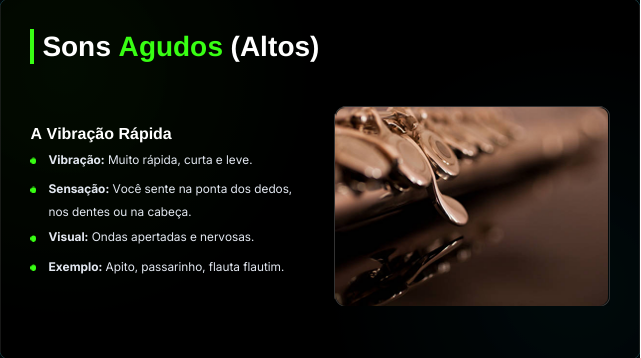 Sons Agudos (Altos)
A Vibração Rápida
Vibração: Muito rápida, curta e leve.
Sensação: Você sente na ponta dos dedos,
nos dentes ou na cabeça.
Visual: Ondas apertadas e nervosas.
Exemplo: Apito, passarinho, flauta flautim.